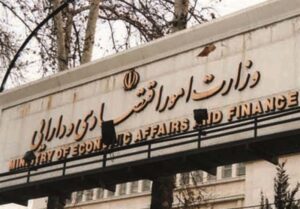 وزارت امور اقتصادی و دارایی
MINISTRY OF ECONOMIC AFFAIRS AND FINANCE